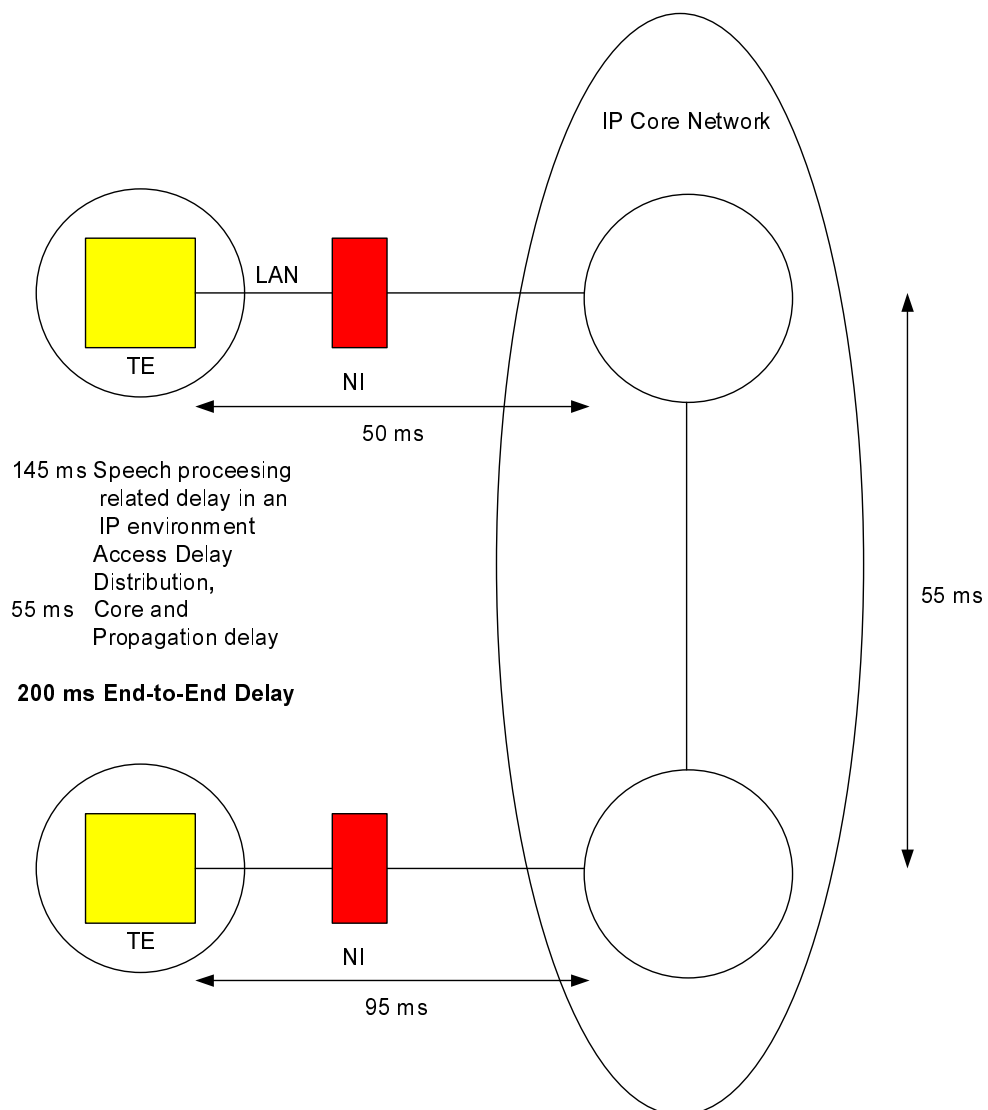 IP Core Network
LAN
TE
NI
50 ms
145 ms Speech proceesing
related delay in an
IP environment
Access Delay
Distribution,
55 ms Core and
Propagation delay
55 ms
200 ms End-to-End Delay
TE
NI
95 ms